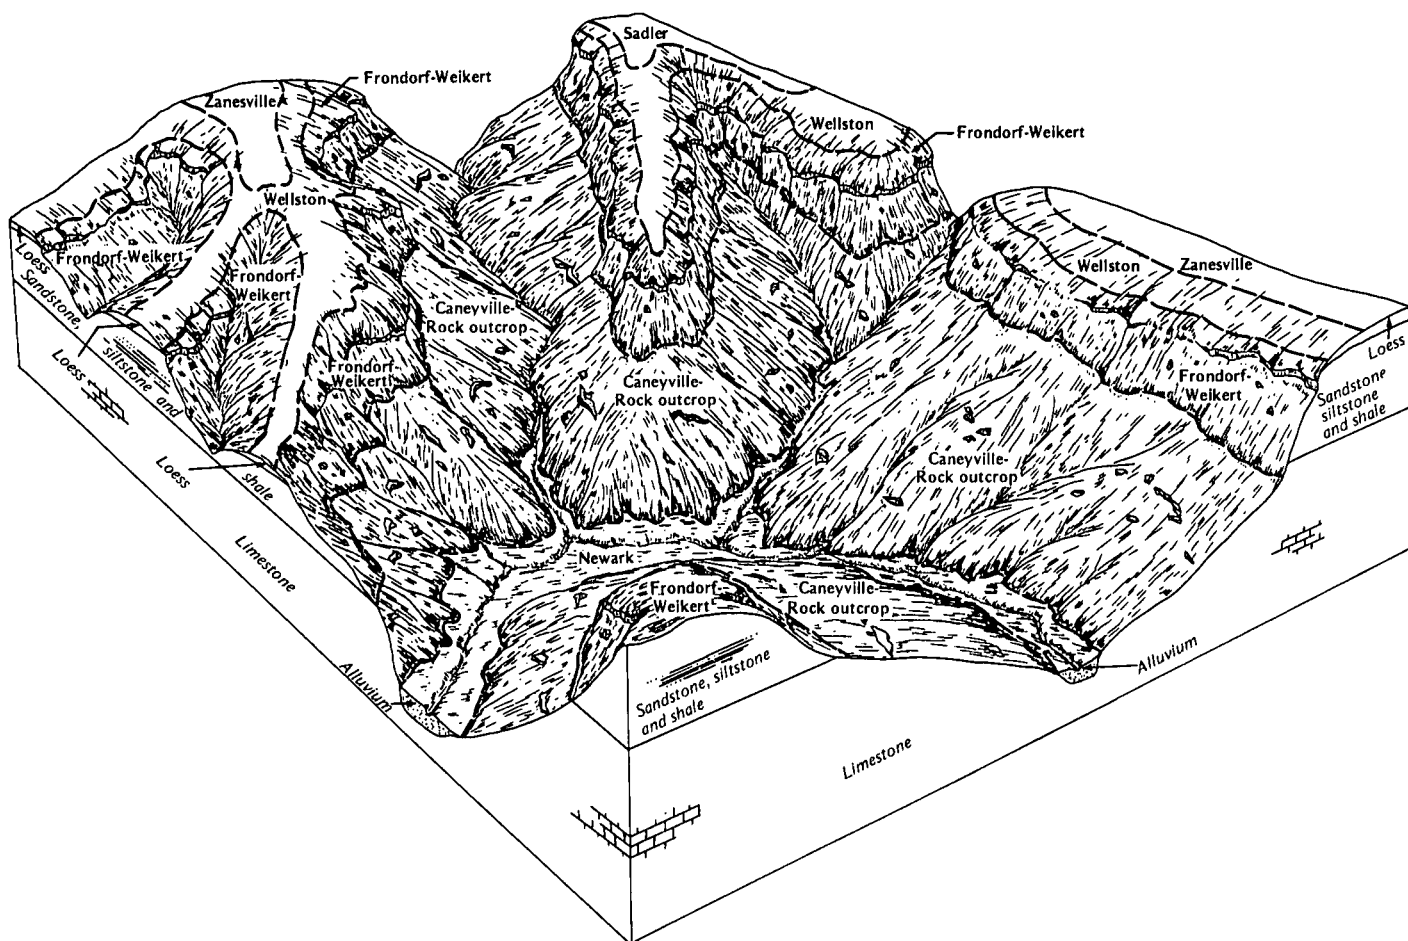 Sadler
Frondorf-Weikert
Zanesville
Wellston
Frondorf-Weikert
Wellston
Frondorf-Weikert
Frondorf-
Weikert
Loess
Sandstone,
siltstone and
shale
Loess
Loess
Caneyville-
Rock outcrop
Frondorf-
Weikert
Caneyville-
Rock outcrop
Wellston
Zanesville
Loess
Frondorf-
Weikert
Sandstone
siltstone
and shale
Caneyville-
Rock outcrop
Limestone
Newark
Frondorf-
Weikert
Caneyville-
Rock outcrop
Alluvium
Alluvium
Sandstone, siltstone
and shale
Limestone